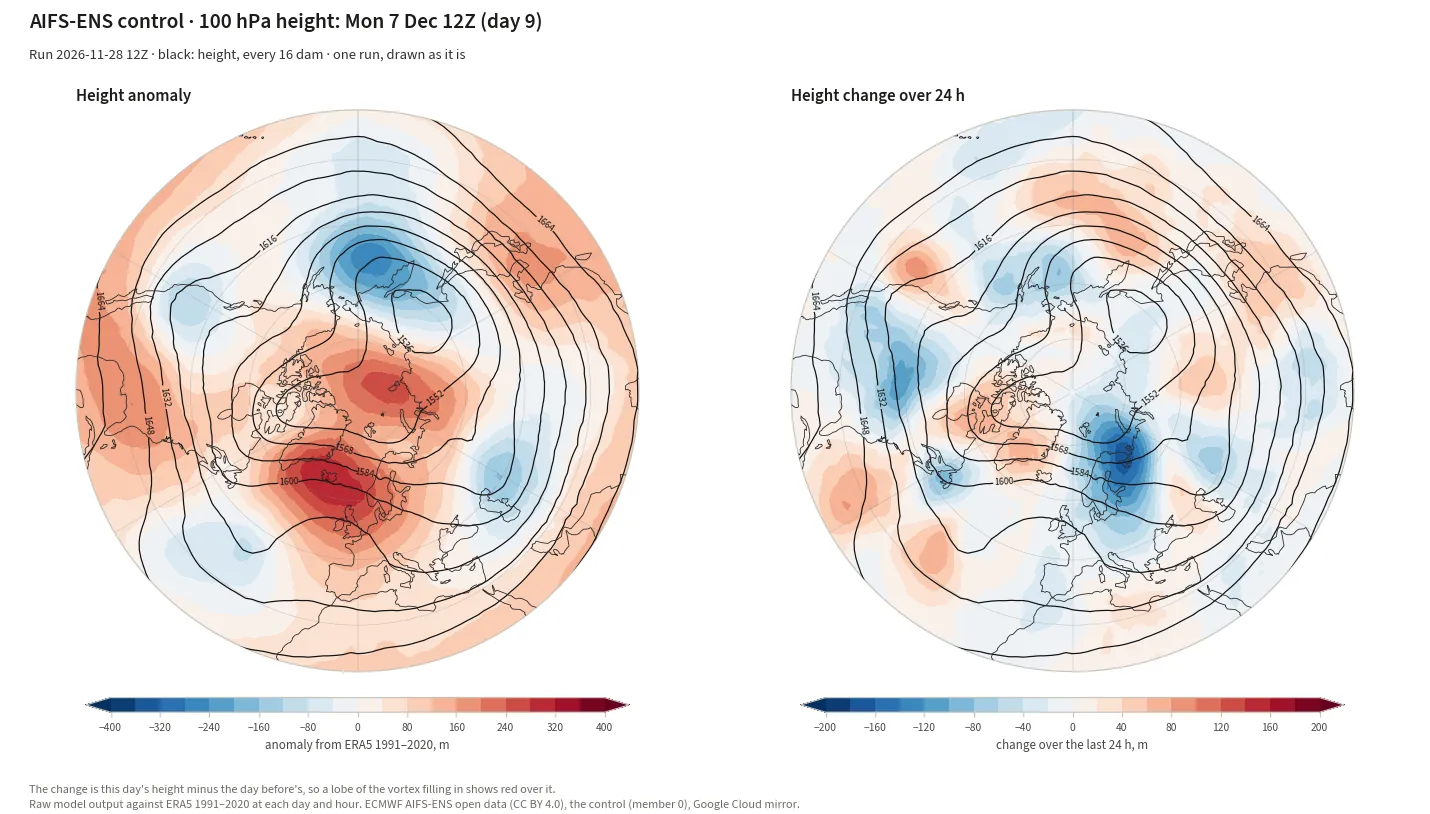 AIFS-ENS control · 100 hPa height: Mon 7 Dec 12Z (day 9)
Run 2026-11-28 12Z · black: height, every 16 dam · one run, drawn as it is
Height anomaly
Height change over 24 h
1664
1616
1664
1536
1632
1552
1648
1568
1584
1600
1664
1616
1664
1536
1632
1552
1648
1568
1584
1600
−400 −320 −240 −160 −80 0 80 160 240 320 400
anomaly from ERA5 1991–2020, m
−200 −160 −120 −80 −40 0 40 80 120 160 200
change over the last 24 h, m
The change is this day's height minus the day before's, so a lobe of the vortex filling in shows red over it.
Raw model output against ERA5 1991–2020 at each day and hour. ECMWF AIFS-ENS open data (CC BY 4.0), the control (member 0), Google Cloud mirror.